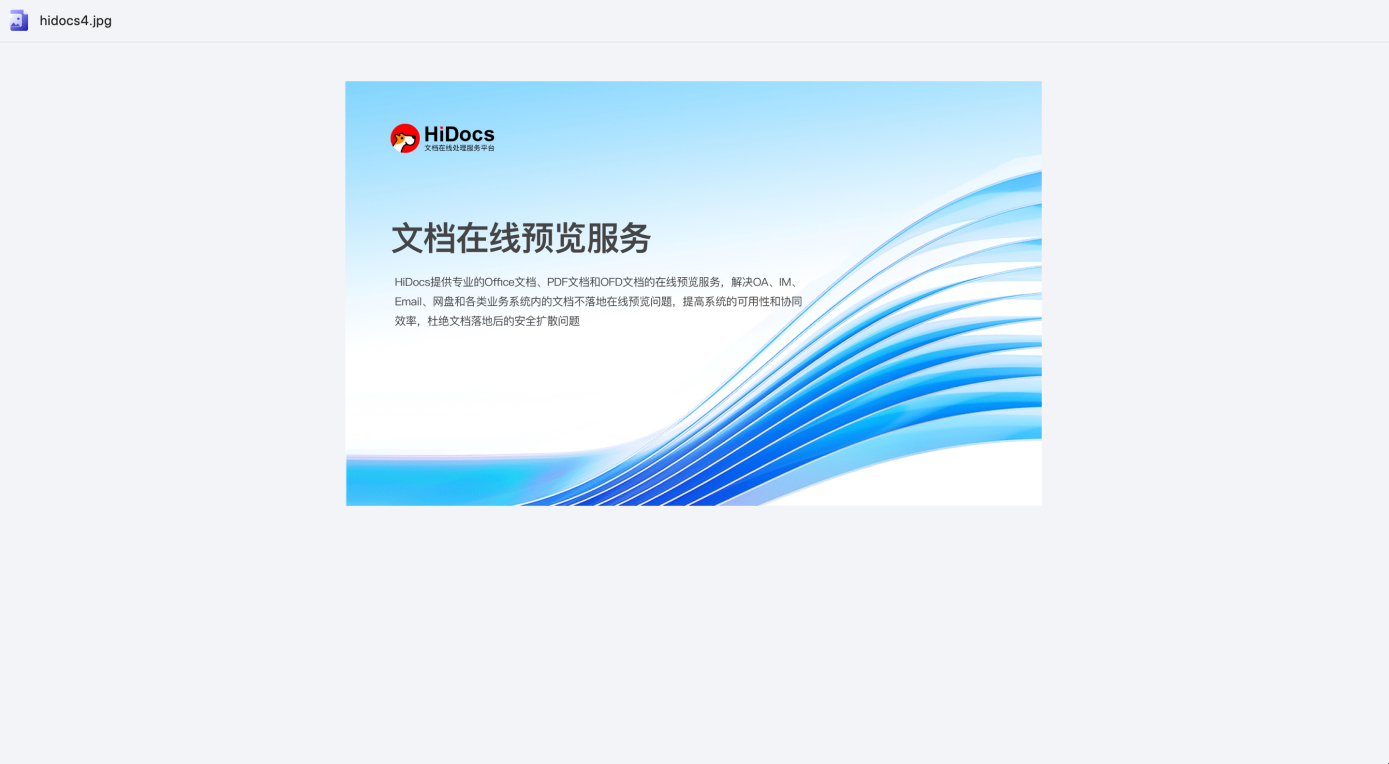 hidocs4.jpg
HiDocs
文档在线处理服务平台
文档在线预览服务
HiDocs提供专业的Office文档、PDF文档和OFD文档的在线预览服务，解决OA、IM、
Email、网盘和各类业务系统内的文档不落地在线预览问题，提高系统的可用性和协同
效率，杜绝文档落地后的安全扩散问题